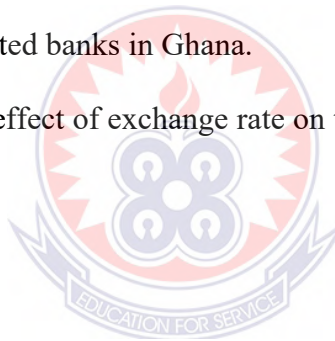 ted banks in Ghana.
effect of exchange rate on
EDUCATION FOR SERVICE